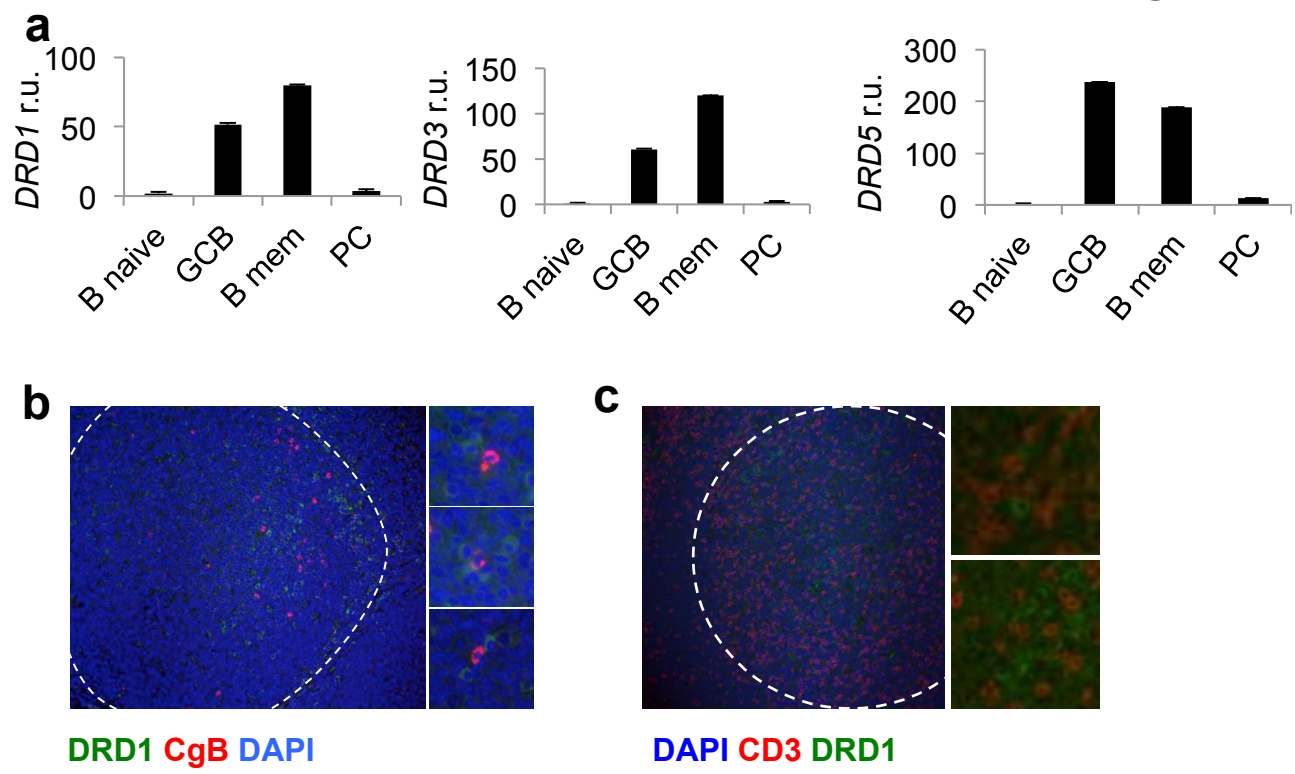 a
DRD1 r.u.
100
50
0
B naive
GCB
B mem
PC
DRD3 r.u.
150
100
50
0
B naive
GCB
B mem
PC
DRD5 r.u.
300
200
100
0
B naive
GCB
B mem
PC
b
DRD1 CgB DAPI
c
DAPI CD3 DRD1